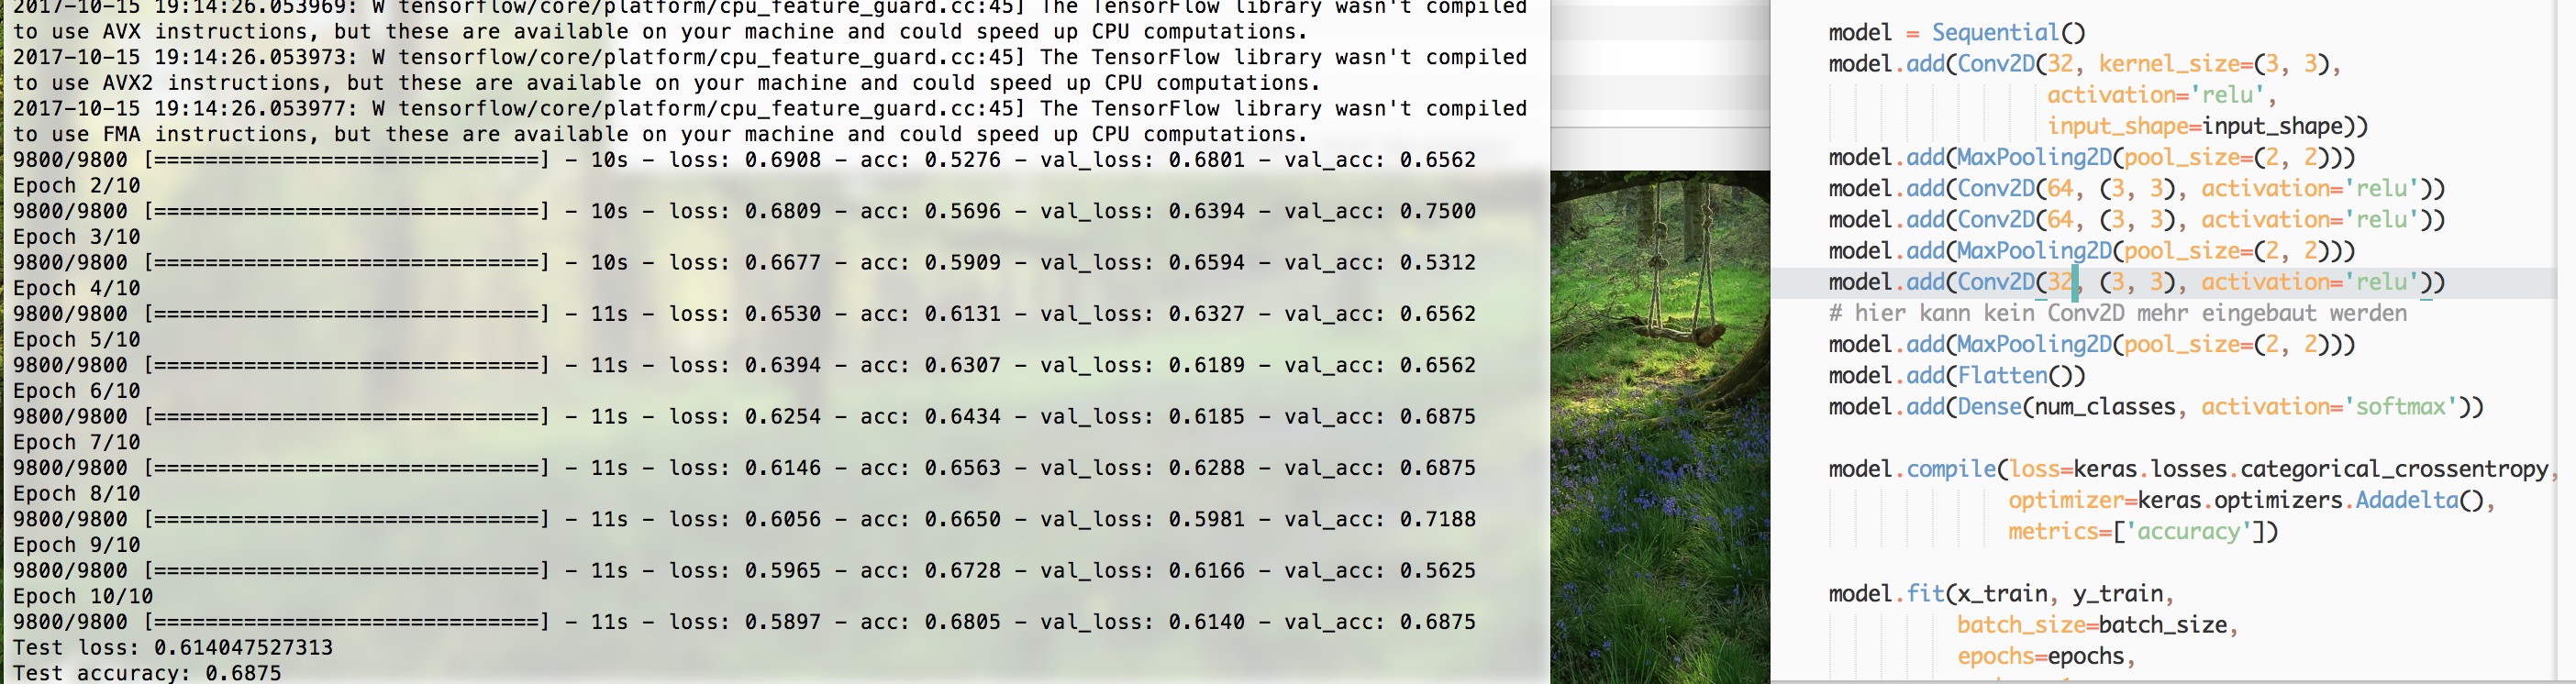 2017-10-15 19:14:26.053969: W tensorflow/core/platform/cpu_feature_guard.cc:45] The TensorFlow library wasn't compiled
to use AVX instructions, but these are available on your machine and could speed up CPU computations.
2017-10-15 19:14:26.053973: W tensorflow/core/platform/cpu_feature_guard.cc:45] The TensorFlow library wasn't compiled
to use AVX2 instructions, but these are available on your machine and could speed up CPU computations.
2017-10-15 19:14:26.053977: W tensorflow/core/platform/cpu_feature_guard.cc:45] The TensorFlow library wasn't compiled
to use FMA instructions, but these are available on your machine and could speed up CPU computations.
9800/9800 [==============================] - 10s - loss: 0.6908 - acc: 0.5276 - val_loss: 0.6801 - val_acc: 0.6562
Epoch 2/10
9800/9800 [==============================] - 10s - loss: 0.6809 - acc: 0.5696 - val_loss: 0.6394 - val_acc: 0.7500
Epoch 3/10
9800/9800 [==============================] - 10s - loss: 0.6677 - acc: 0.5909 - val_loss: 0.6594 - val_acc: 0.5312
Epoch 4/10
9800/9800 [==============================] - 11s - loss: 0.6530 - acc: 0.6131 - val_loss: 0.6327 - val_acc: 0.6562
Epoch 5/10
9800/9800 [==============================] - 11s - loss: 0.6394 - acc: 0.6307 - val_loss: 0.6189 - val_acc: 0.6562
Epoch 6/10
9800/9800 [==============================] - 11s - loss: 0.6254 - acc: 0.6434 - val_loss: 0.6185 - val_acc: 0.6875
Epoch 7/10
9800/9800 [==============================] - 11s - loss: 0.6146 - acc: 0.6563 - val_loss: 0.6288 - val_acc: 0.6875
Epoch 8/10
9800/9800 [==============================] - 11s - loss: 0.6056 - acc: 0.6650 - val_loss: 0.5981 - val_acc: 0.7188
Epoch 9/10
9800/9800 [==============================] - 11s - loss: 0.5965 - acc: 0.6728 - val_loss: 0.6166 - val_acc: 0.5625
Epoch 10/10
9800/9800 [==============================] - 11s - loss: 0.5897 - acc: 0.6805 - val_loss: 0.6140 - val_acc: 0.6875
Test loss: 0.614047527313
Test accuracy: 0.6875
model = Sequential()
model.add(Conv2D(32, kernel_size=(3, 3),
activation='relu',
input_shape=input_shape))
model.add(MaxPooling2D(pool_size=(2, 2)))
model.add(Conv2D(64, (3, 3), activation='relu'))
model.add(Conv2D(64, (3, 3), activation='relu'))
model.add(MaxPooling2D(pool_size=(2, 2)))
model.add(Conv2D(32, (3, 3), activation='relu'))
# hier kann kein Conv2D mehr eingebaut werden
model.add(MaxPooling2D(pool_size=(2, 2)))
model.add(Flatten())
model.add(Dense(num_classes, activation='softmax'))
model.compile(loss=keras.losses.categorical_crossentropy,
optimizer=keras.optimizers.Adadelta(),
metrics=['accuracy'])
model.fit(x_train, y_train,
batch_size=batch_size,
epochs=epochs,